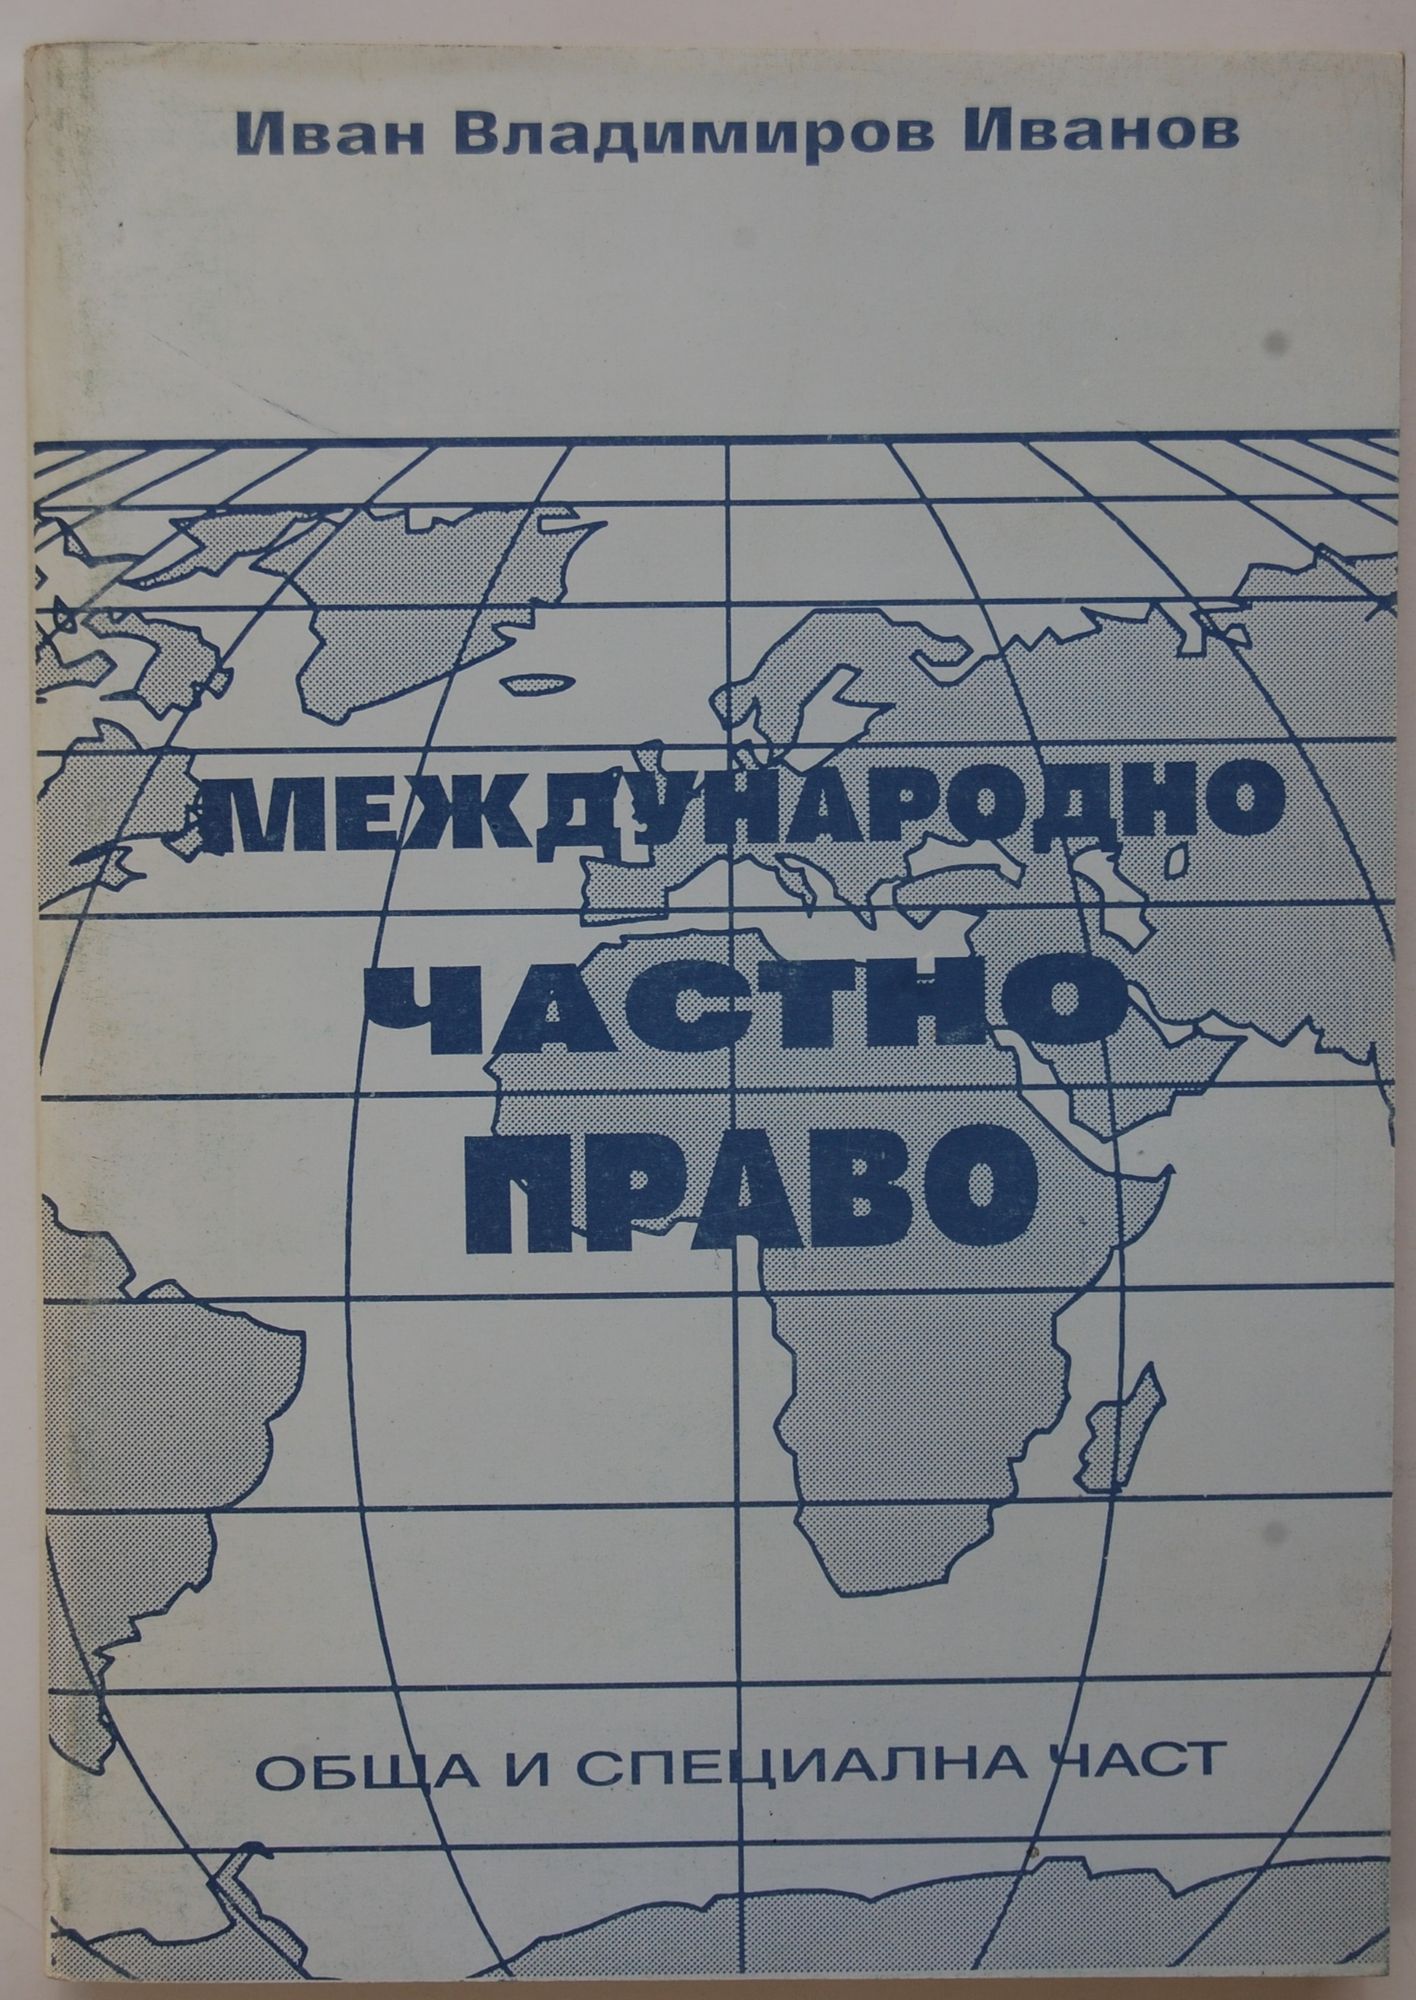 Иван Владимиров Иванов
МЕЖДУНАРОДНО
ЧАСТНО
ПРАВО
ОБЩА И СПЕЦИАЛНА ЧАСТ